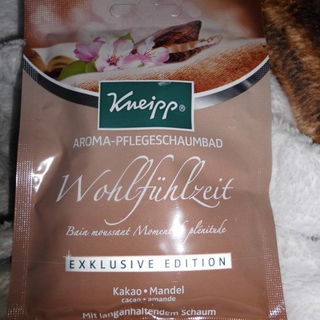 Kneipp®
AROMA-PFLEGESCHAUMBAD
Wohlfühlzeit
Bain moussant Moment de plénitude
EXKLUSIVE EDITION
Kakao • Mandel
cacao • amande
Mit langanhaltendem Schaum